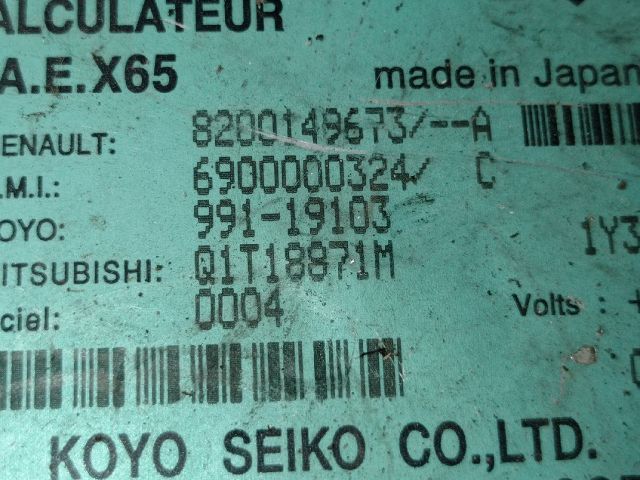 ALCULATEUR
.A.E.X65 made in Japan
ENAULT: 8200149673/--A
.M.I.: 6900000324/ C
OYO: 991-19103
ITSUBISHI: Q1T18871M 1Y3
ciel: 0004 Volts : +
KOYO SEIKO CO.,LTD.